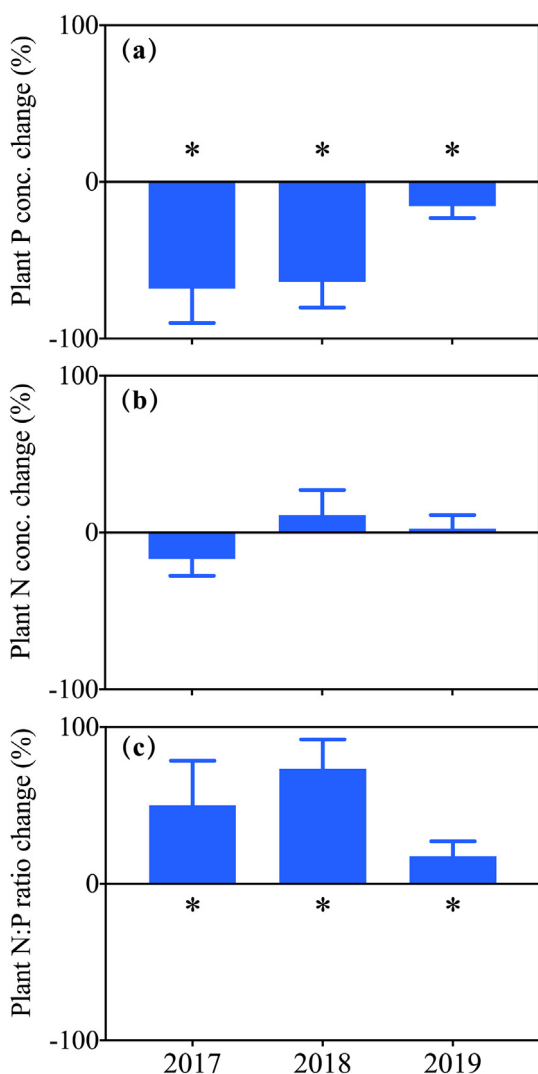 Plant P conc. change (%)
100
0
-100
(a)
* * *
Plant N conc. change (%)
100
0
-100
(b)
Plant N:P ratio change (%)
100
0
-100
(c)
* * *
2017 2018 2019